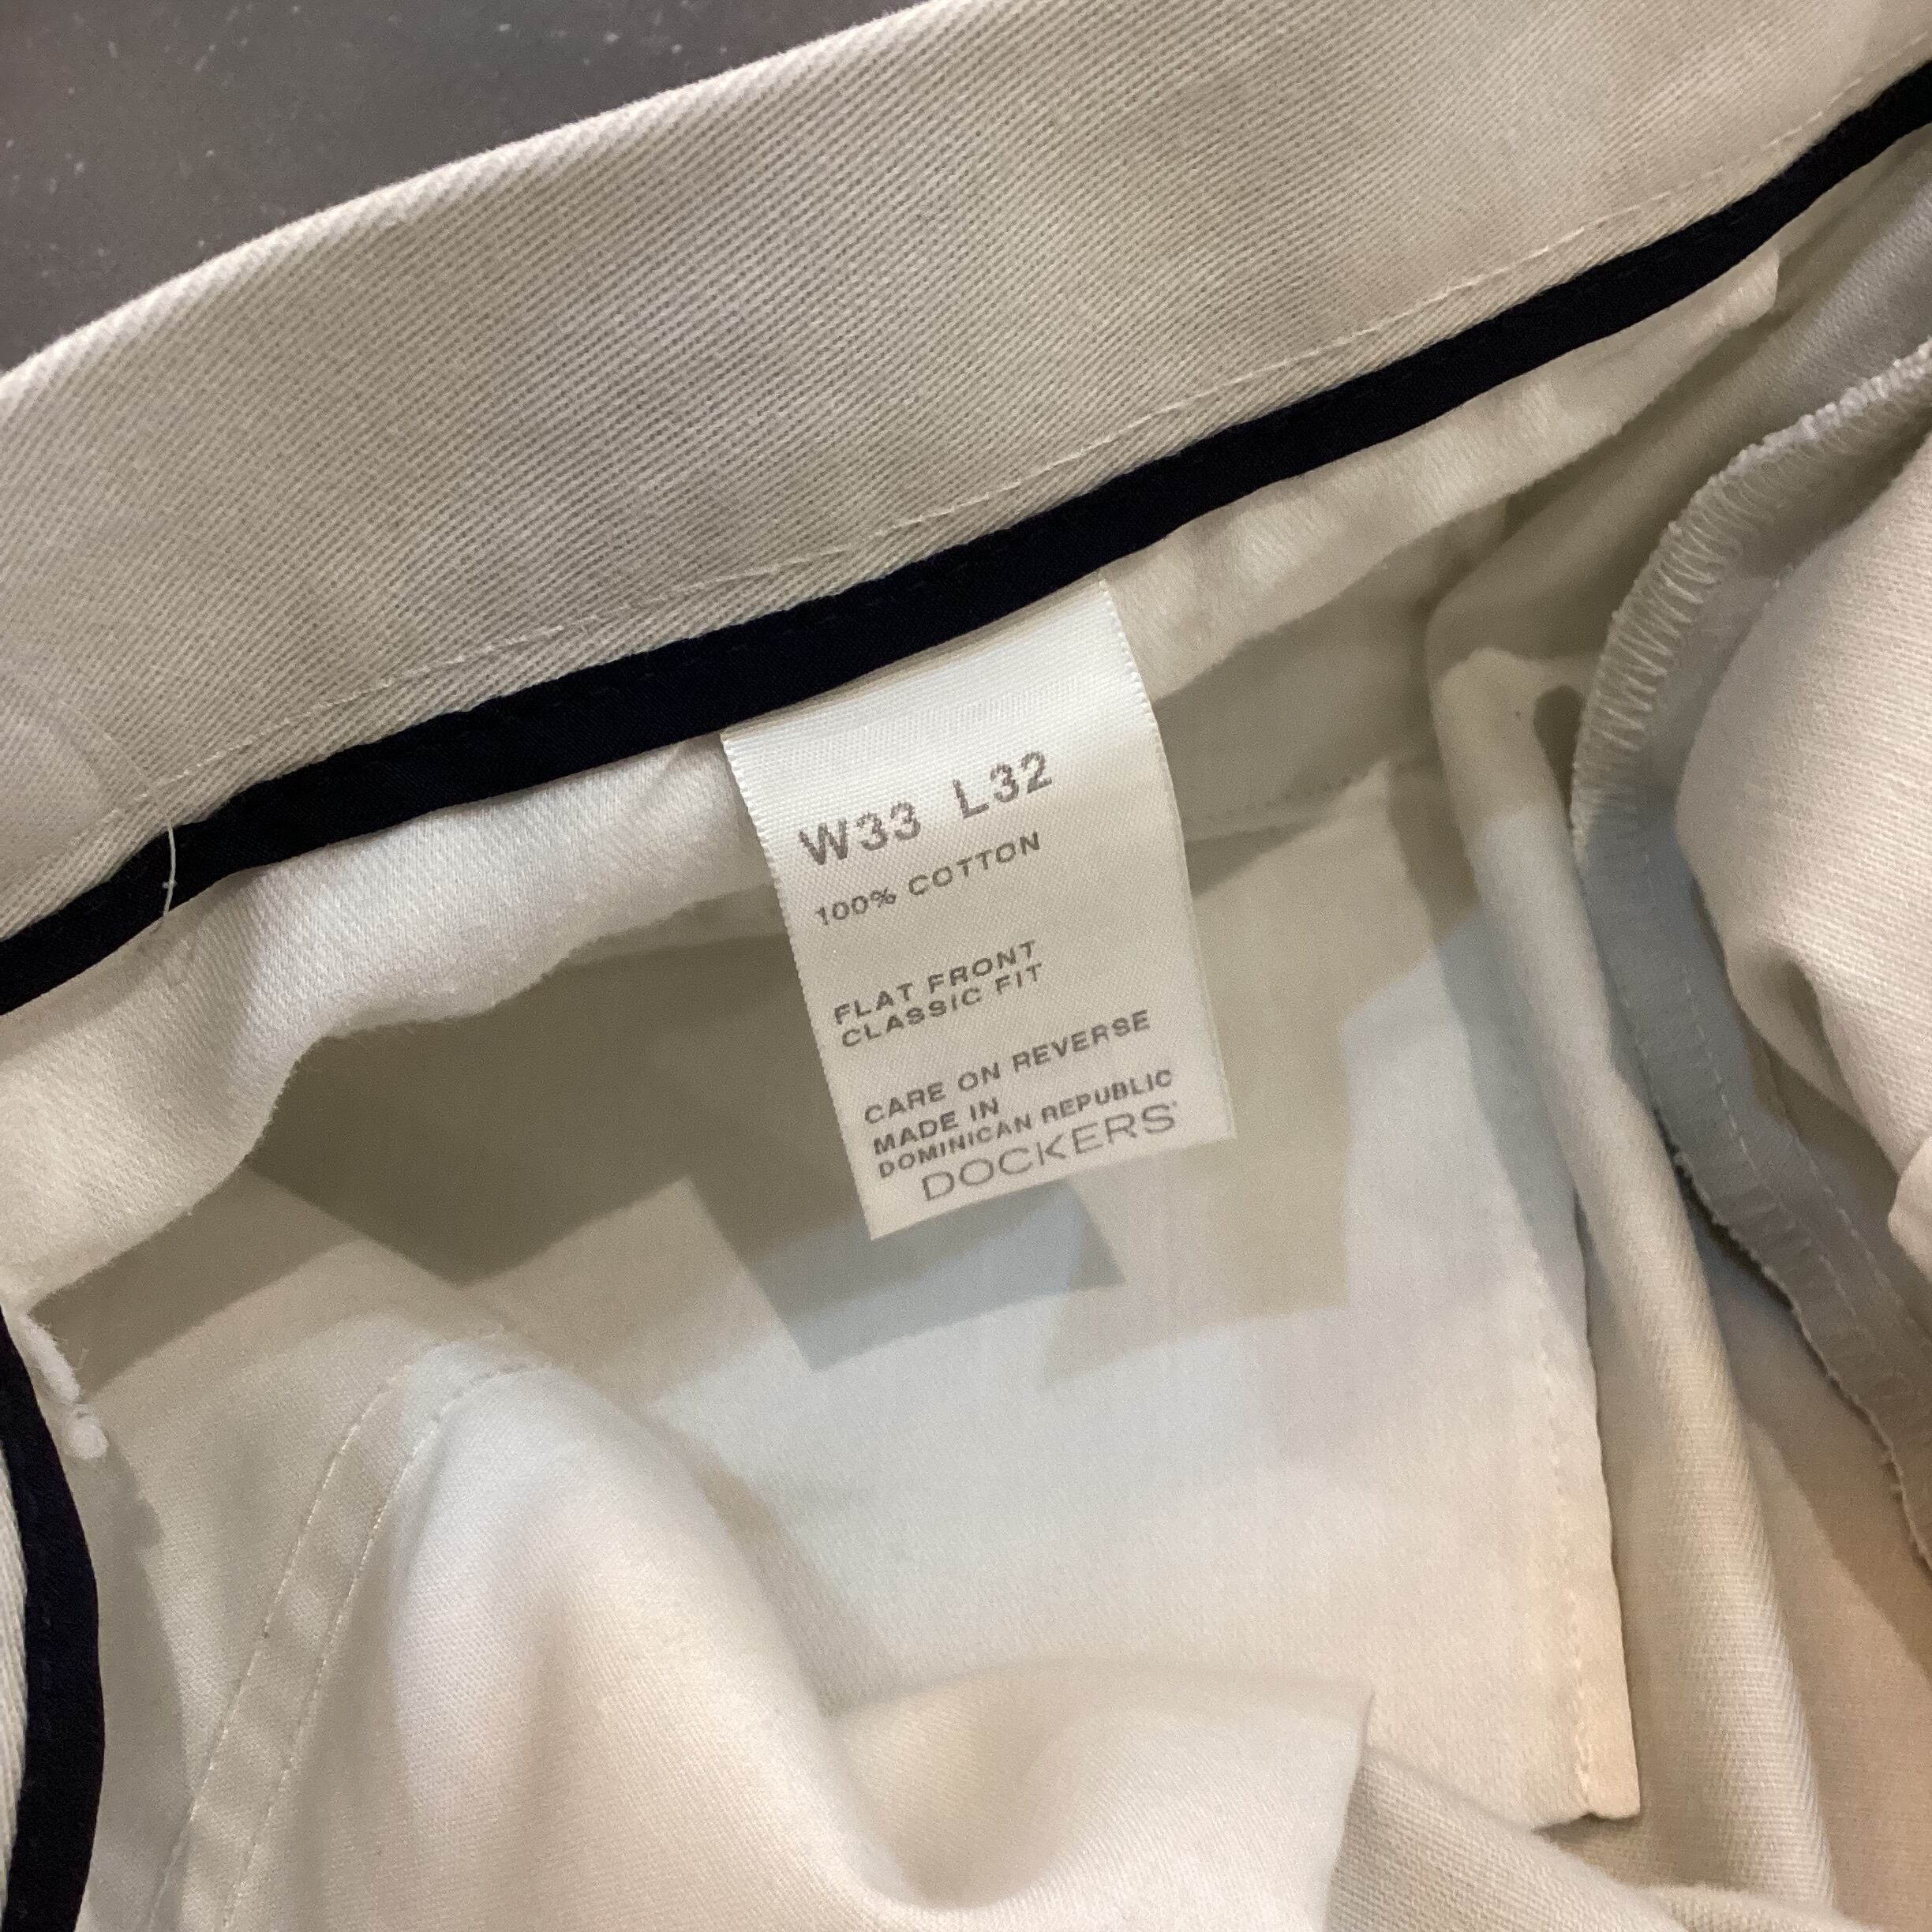 W33 L32
100% COTTON
FLAT FRONT
CLASSIC FIT
CARE ON REVERSE
MADE IN
DOMINICAN REPUBLIC
DOCKERS